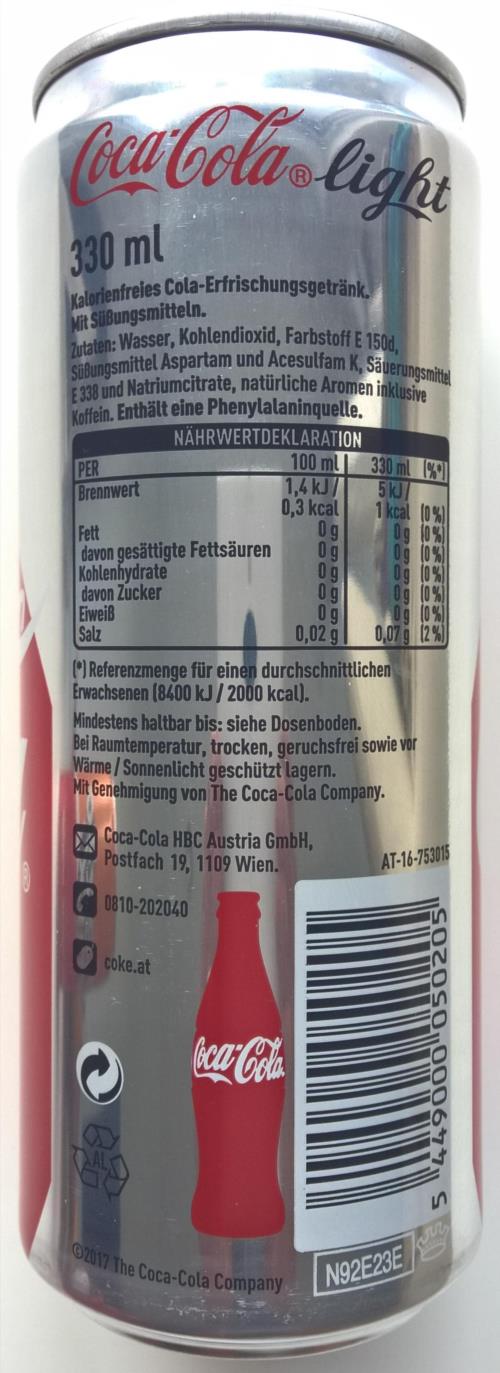 Coca-Cola® light
330 ml
Kalorienfreies Cola-Erfrischungsgetränk.
Mit Süßungsmitteln.
Zutaten: Wasser, Kohlendioxid, Farbstoff E 150d,
Süßungsmittel Aspartam und Acesulfam K, Säuerungsmittel
E 338 und Natriumcitrate, natürliche Aromen inklusive
Koffein. Enthält eine Phenylalaninquelle.
NÄHRWERTDEKLARATION
PER 100 ml 330 ml (%*)
Brennwert 1,4 kJ / 5 kJ /
0,3 kcal 1 kcal (0%)
Fett 0 g 0 g (0%)
davon gesättigte Fettsäuren 0 g 0 g (0%)
Kohlenhydrate 0 g 0 g (0%)
davon Zucker 0 g 0 g (0%)
Eiweiß 0 g 0 g (0%)
Salz 0,02 g 0,07 g (2%)
(*) Referenzmenge für einen durchschnittlichen
Erwachsenen (8400 kJ / 2000 kcal).
Mindestens haltbar bis: siehe Dosenboden.
Bei Raumtemperatur, trocken, geruchsfrei sowie vor
Wärme / Sonnenlicht geschützt lagern.
Mit Genehmigung von The Coca-Cola Company.
Coca-Cola HBC Austria GmbH,
Postfach 19, 1109 Wien.
AT-16-753015
0810-202040
coke.at
Coca-Cola
5 449000 050205
AL
©2017 The Coca-Cola Company
N92E23E